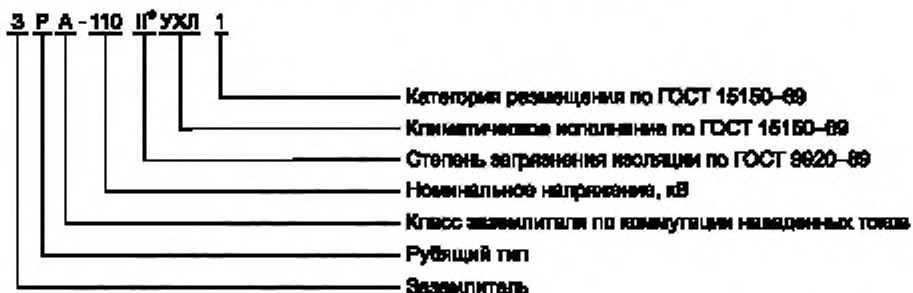 З Р А - 110 II* УХЛ 1
Категория размещения по ГОСТ 15150–69
Климатическое исполнение по ГОСТ 15150–69
Степень загрязнения изоляции по ГОСТ 9920–89
Номинальное напряжение, кВ
Класс заземлителя по коммутации наведенных токов
Рубящий тип
Заземлитель